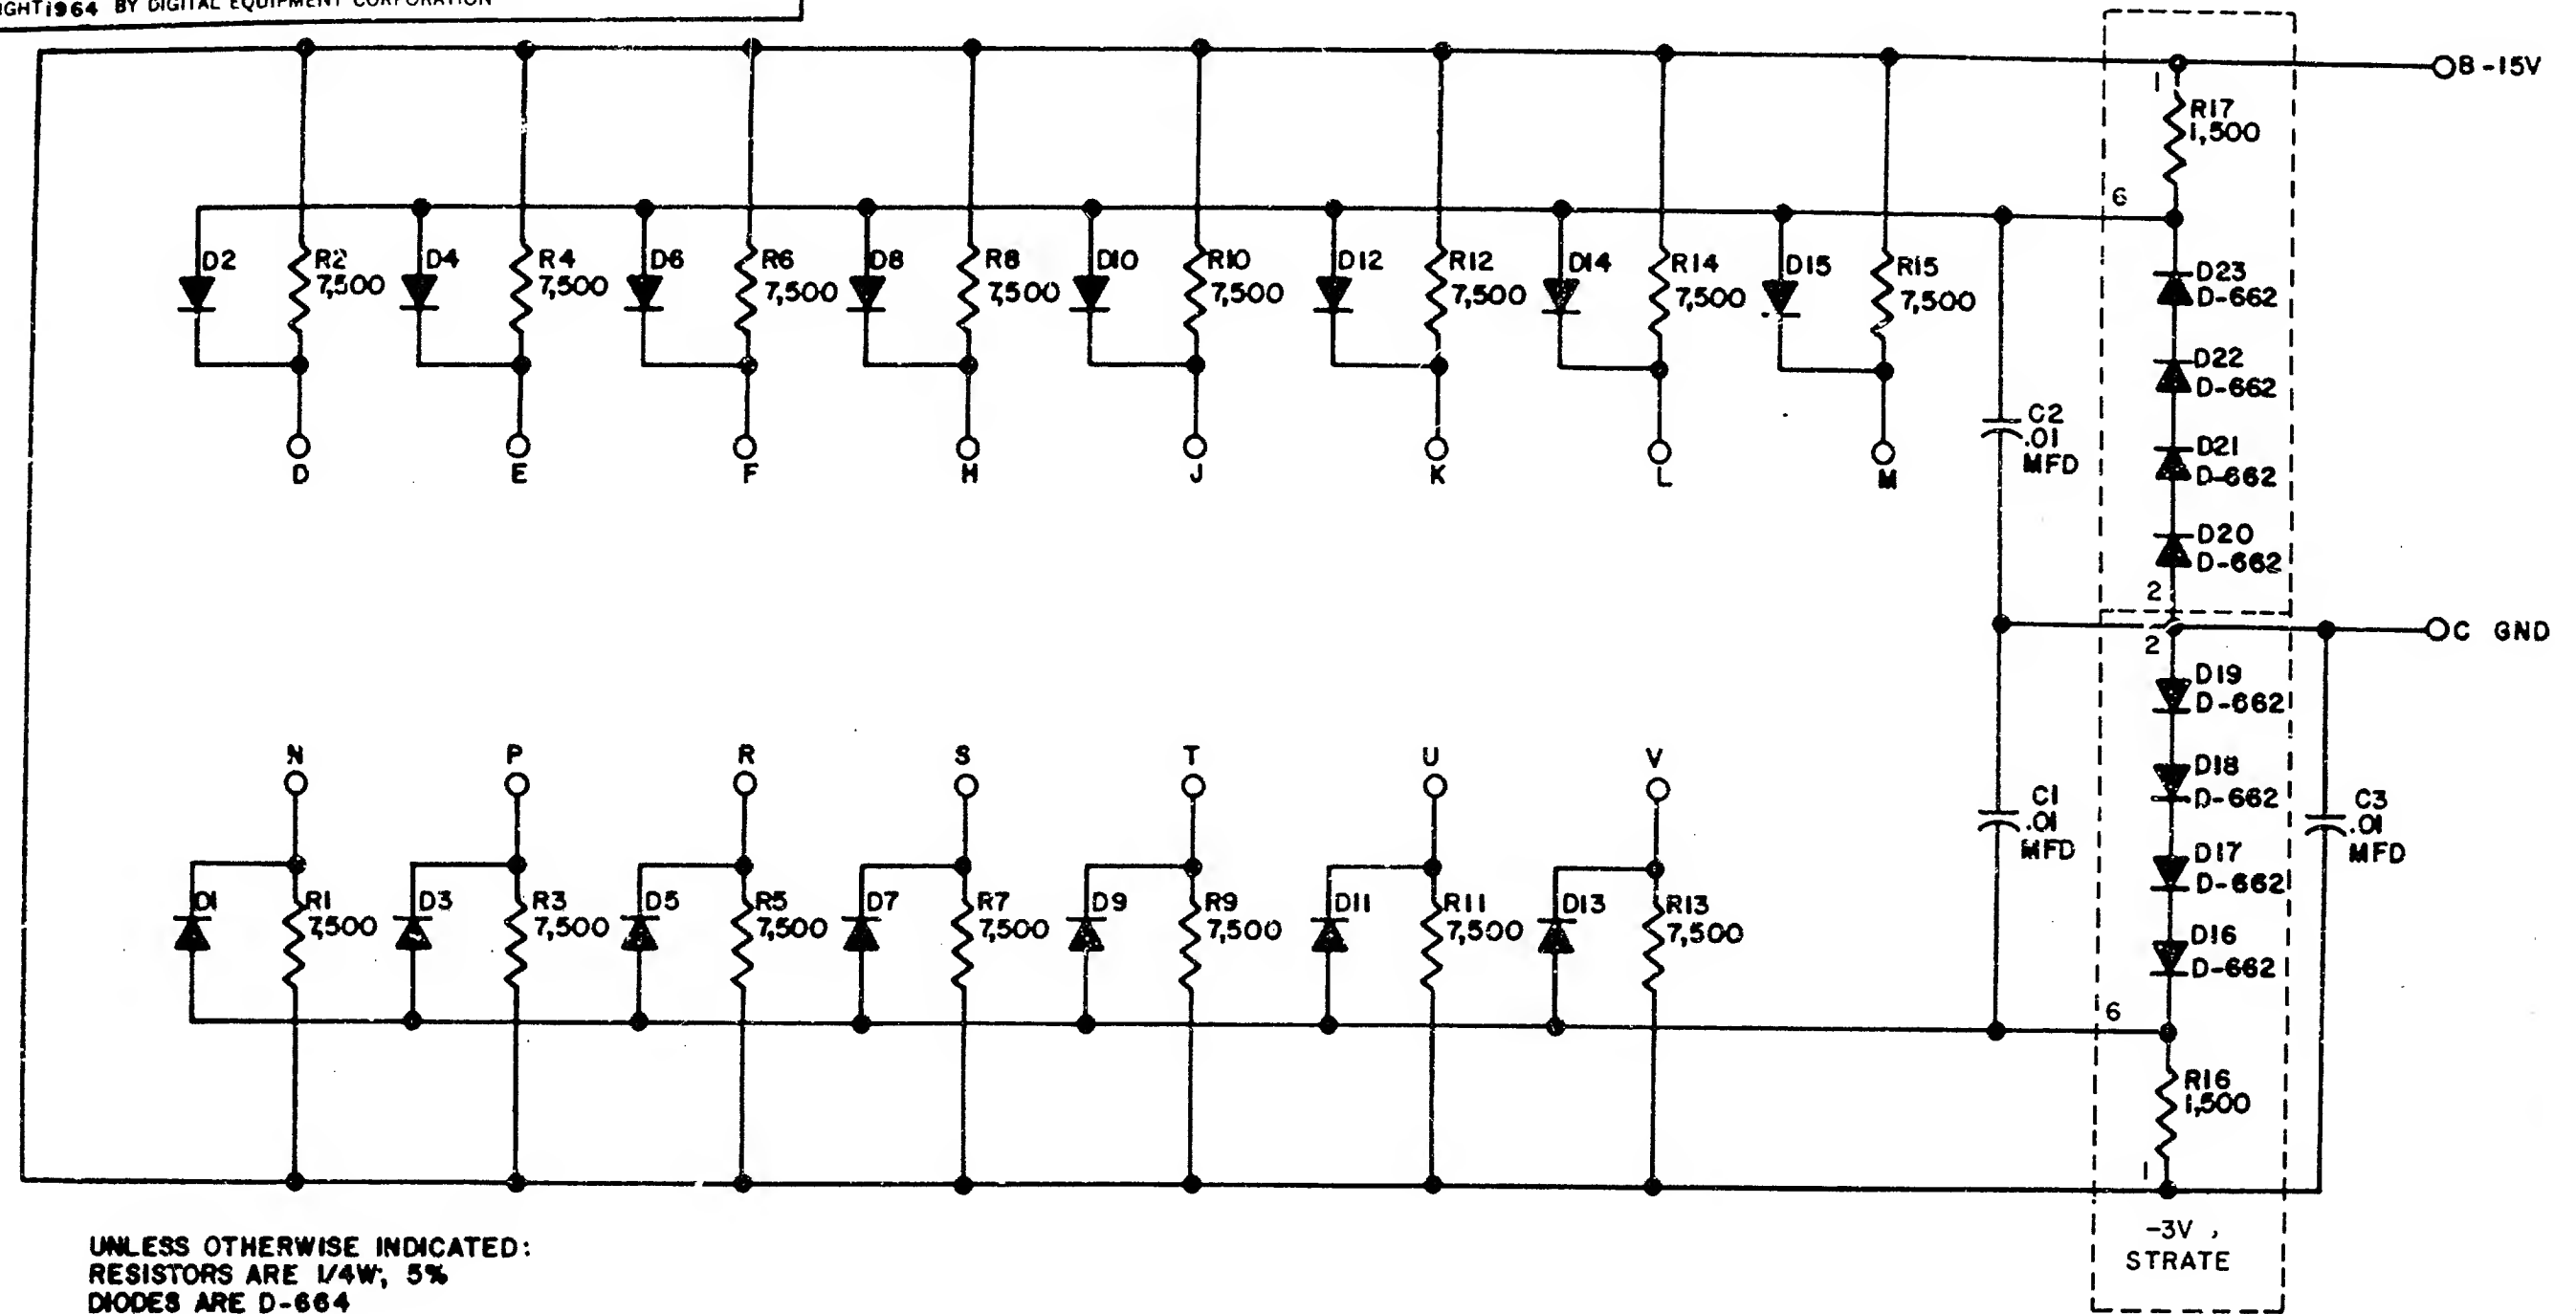 1964 BY DIGITAL EQUIPMENT CORPORATION
B -15V
1
R17
1,500
6
D2
R2
7,500
D4
R4
7,500
D6
R6
7,500
D8
R8
7,500
D10
R10
7,500
D12
R12
7,500
D14
R14
7,500
D15
R15
7,500
D23
D-662
D22
D-662
D21
D-662
D20
D-662
C2
.01
MFD
D
E
F
H
J
K
L
M
2
2
C GND
D19
D-662
D18
D-662
D17
D-662
D16
D-662
N
P
R
S
T
U
V
C1
.01
MFD
C3
.01
MFD
D1
R1
7,500
D3
R3
7,500
D5
R5
7,500
D7
R7
7,500
D9
R9
7,500
D11
R11
7,500
D13
R13
7,500
6
R16
1,500
1
-3V
STRATE
UNLESS OTHERWISE INDICATED:
RESISTORS ARE 1/4W, 5%
DIODES ARE D-664